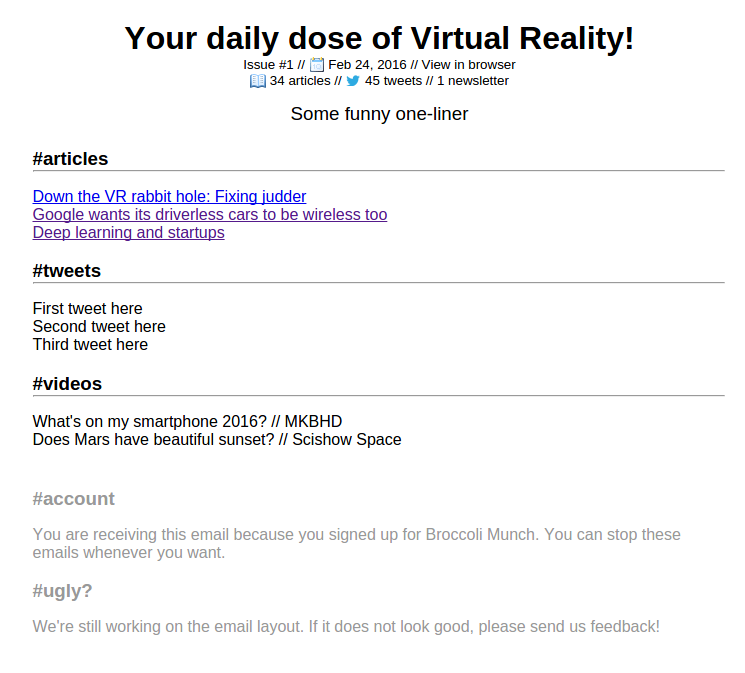 Your daily dose of Virtual Reality!
Issue #1 // Feb 24, 2016 // View in browser
34 articles // 45 tweets // 1 newsletter
Some funny one-liner
#articles
Down the VR rabbit hole: Fixing judder
Google wants its driverless cars to be wireless too
Deep learning and startups
#tweets
First tweet here
Second tweet here
Third tweet here
#videos
What's on my smartphone 2016? // MKBHD
Does Mars have beautiful sunset? // Scishow Space
#account
You are receiving this email because you signed up for Broccoli Munch. You can stop these
emails whenever you want.
#ugly?
We're still working on the email layout. If it does not look good, please send us feedback!